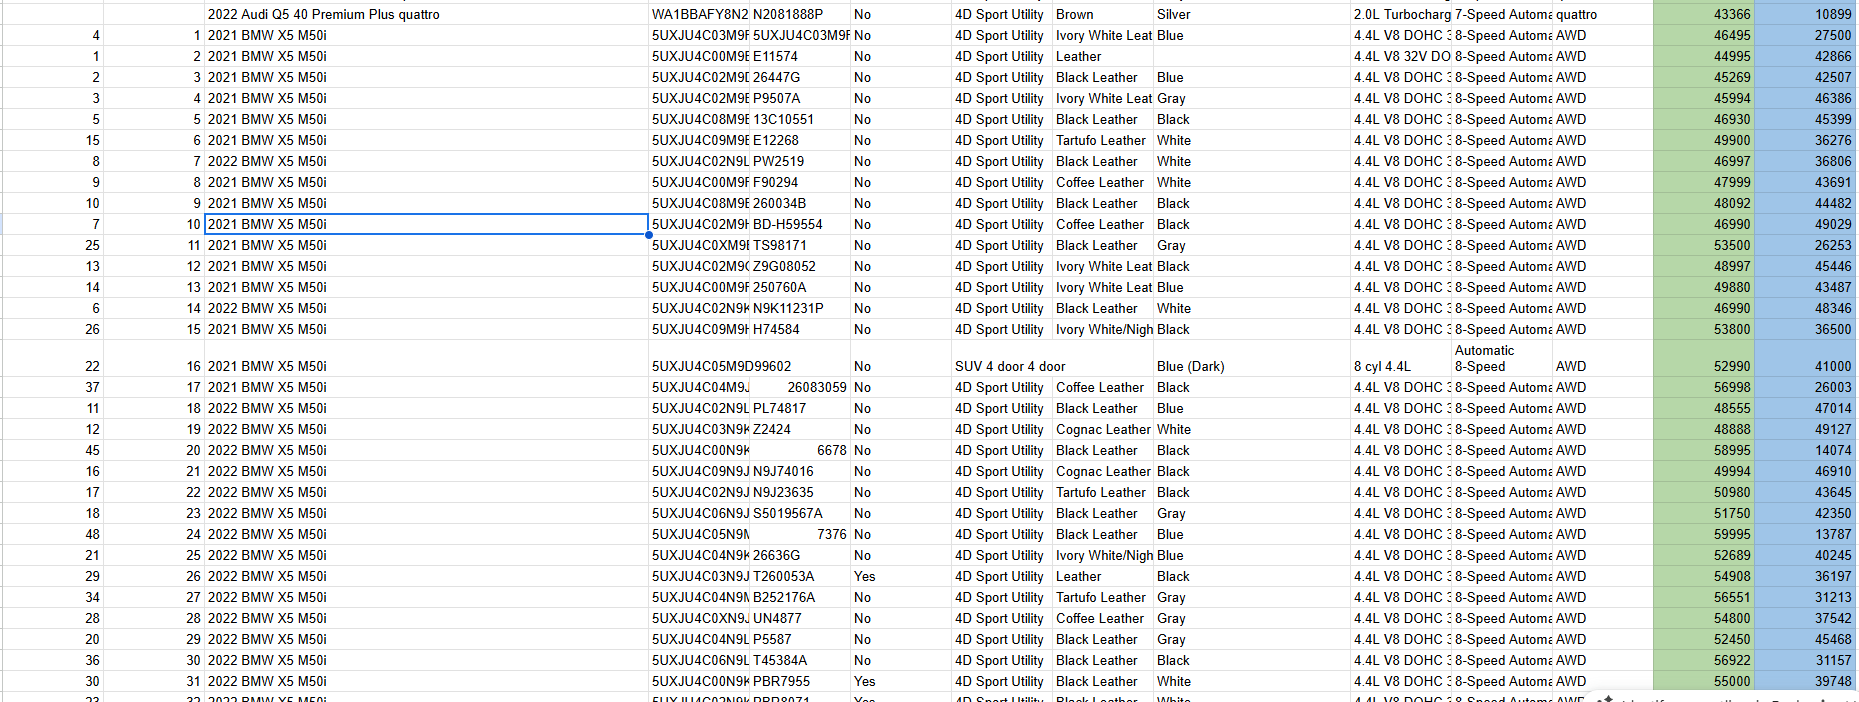 2022 Audi Q5 40 Premium Plus quattro WA1BBAFY8N2 N2081888P No 4D Sport Utility Brown Silver 2.0L Turbocharg 7-Speed Automa quattro 43366 10899
4 1 2021 BMW X5 M50i 5UXJU4C03M9F 5UXJU4C03M9F No 4D Sport Utility Ivory White Leat Blue 4.4L V8 DOHC 3 8-Speed Automa AWD 46495 27500
1 2 2021 BMW X5 M50i 5UXJU4C00M9E E11574 No 4D Sport Utility Leather 4.4L V8 32V DO 8-Speed Automa AWD 44995 42866
2 3 2021 BMW X5 M50i 5UXJU4C02M9D 26447G No 4D Sport Utility Black Leather Blue 4.4L V8 DOHC 3 8-Speed Automa AWD 45269 42507
3 4 2021 BMW X5 M50i 5UXJU4C02M9E P9507A No 4D Sport Utility Ivory White Leat Gray 4.4L V8 DOHC 3 8-Speed Automa AWD 45994 46386
5 5 2021 BMW X5 M50i 5UXJU4C08M9E 13C10551 No 4D Sport Utility Black Leather Black 4.4L V8 DOHC 3 8-Speed Automa AWD 46930 45399
15 6 2021 BMW X5 M50i 5UXJU4C09M9E E12268 No 4D Sport Utility Tartufo Leather White 4.4L V8 DOHC 3 8-Speed Automa AWD 49900 36276
8 7 2022 BMW X5 M50i 5UXJU4C02N9L PW2519 No 4D Sport Utility Black Leather White 4.4L V8 DOHC 3 8-Speed Automa AWD 46997 36806
9 8 2021 BMW X5 M50i 5UXJU4C00M9F F90294 No 4D Sport Utility Coffee Leather White 4.4L V8 DOHC 3 8-Speed Automa AWD 47999 43691
10 9 2021 BMW X5 M50i 5UXJU4C08M9E 260034B No 4D Sport Utility Black Leather Black 4.4L V8 DOHC 3 8-Speed Automa AWD 48092 44482
7 10 2021 BMW X5 M50i 5UXJU4C02M9H BD-H59554 No 4D Sport Utility Coffee Leather Black 4.4L V8 DOHC 3 8-Speed Automa AWD 46990 49029
25 11 2021 BMW X5 M50i 5UXJU4C0XM9E TS98171 No 4D Sport Utility Black Leather Gray 4.4L V8 DOHC 3 8-Speed Automa AWD 53500 26253
13 12 2021 BMW X5 M50i 5UXJU4C02M9G Z9G08052 No 4D Sport Utility Ivory White Leat Black 4.4L V8 DOHC 3 8-Speed Automa AWD 48997 45446
14 13 2021 BMW X5 M50i 5UXJU4C00M9F 250760A No 4D Sport Utility Ivory White Leat Blue 4.4L V8 DOHC 3 8-Speed Automa AWD 49880 43487
6 14 2022 BMW X5 M50i 5UXJU4C02N9K N9K11231P No 4D Sport Utility Black Leather White 4.4L V8 DOHC 3 8-Speed Automa AWD 46990 48346
26 15 2021 BMW X5 M50i 5UXJU4C09M9H H74584 No 4D Sport Utility Ivory White/Nigh Black 4.4L V8 DOHC 3 8-Speed Automa AWD 53800 36500
Automatic
22 16 2021 BMW X5 M50i 5UXJU4C05M9D99602 No SUV 4 door 4 door Blue (Dark) 8 cyl 4.4L 8-Speed AWD 52990 41000
37 17 2021 BMW X5 M50i 5UXJU4C04M9J 26083059 No 4D Sport Utility Coffee Leather Black 4.4L V8 DOHC 3 8-Speed Automa AWD 56998 26003
11 18 2022 BMW X5 M50i 5UXJU4C02N9L PL74817 No 4D Sport Utility Black Leather Blue 4.4L V8 DOHC 3 8-Speed Automa AWD 48555 47014
12 19 2022 BMW X5 M50i 5UXJU4C03N9K Z2424 No 4D Sport Utility Cognac Leather White 4.4L V8 DOHC 3 8-Speed Automa AWD 48888 49127
45 20 2022 BMW X5 M50i 5UXJU4C00N9K 6678 No 4D Sport Utility Black Leather Black 4.4L V8 DOHC 3 8-Speed Automa AWD 58995 14074
16 21 2022 BMW X5 M50i 5UXJU4C09N9J N9J74016 No 4D Sport Utility Cognac Leather Black 4.4L V8 DOHC 3 8-Speed Automa AWD 49994 46910
17 22 2022 BMW X5 M50i 5UXJU4C02N9J N9J23635 No 4D Sport Utility Tartufo Leather Black 4.4L V8 DOHC 3 8-Speed Automa AWD 50980 43645
18 23 2022 BMW X5 M50i 5UXJU4C06N9J S5019567A No 4D Sport Utility Black Leather Gray 4.4L V8 DOHC 3 8-Speed Automa AWD 51750 42350
48 24 2022 BMW X5 M50i 5UXJU4C05N9M 7376 No 4D Sport Utility Black Leather Blue 4.4L V8 DOHC 3 8-Speed Automa AWD 59995 13787
21 25 2022 BMW X5 M50i 5UXJU4C04N9K 26636G No 4D Sport Utility Ivory White/Nigh Blue 4.4L V8 DOHC 3 8-Speed Automa AWD 52689 40245
29 26 2022 BMW X5 M50i 5UXJU4C03N9J T260053A Yes 4D Sport Utility Leather Black 4.4L V8 DOHC 3 8-Speed Automa AWD 54908 36197
34 27 2022 BMW X5 M50i 5UXJU4C04N9M B252176A No 4D Sport Utility Tartufo Leather Gray 4.4L V8 DOHC 3 8-Speed Automa AWD 56551 31213
28 28 2022 BMW X5 M50i 5UXJU4C0XN9J UN4877 No 4D Sport Utility Coffee Leather Gray 4.4L V8 DOHC 3 8-Speed Automa AWD 54800 37542
20 29 2022 BMW X5 M50i 5UXJU4C04N9L P5587 No 4D Sport Utility Black Leather Gray 4.4L V8 DOHC 3 8-Speed Automa AWD 52450 45468
36 30 2022 BMW X5 M50i 5UXJU4C06N9L T45384A No 4D Sport Utility Black Leather Black 4.4L V8 DOHC 3 8-Speed Automa AWD 56922 31157
30 31 2022 BMW X5 M50i 5UXJU4C00N9K PBR7955 Yes 4D Sport Utility Black Leather White 4.4L V8 DOHC 3 8-Speed Automa AWD 55000 39748
23 32 2022 BMW X5 M50i 5UXJU4C02N9K PBR8071 Yes 4D Sport Utility Black Leather White 4.4L V8 DOHC 3 8-Speed Automa AWD